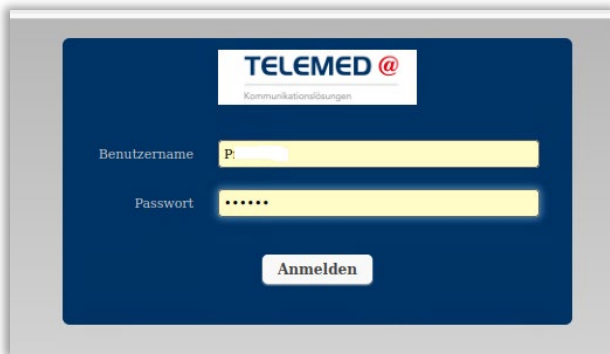 TELEMED @
Kommunikationslösungen
Benutzername
Passwort ••••••
Anmelden